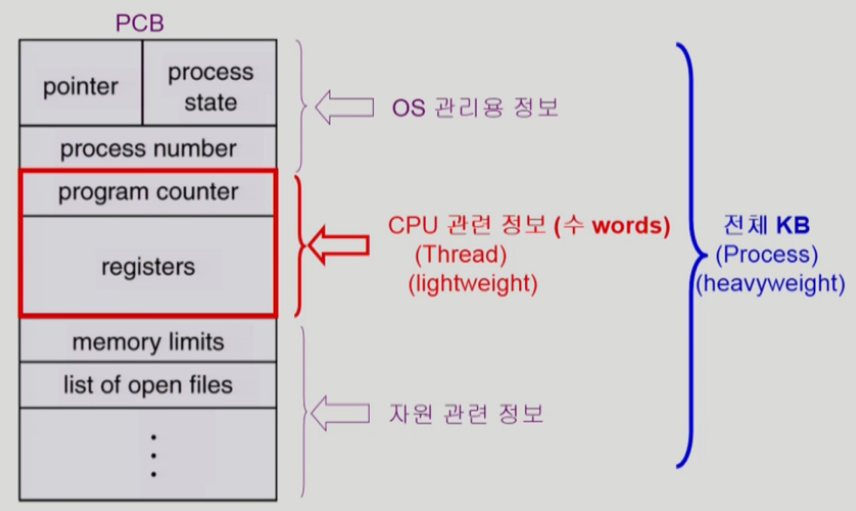 PCB
pointer
process
state
OS 관리용 정보
process number
program counter
registers
CPU 관련 정보 (수 words)
(Thread)
(lightweight)
전체 KB
(Process)
(heavyweight)
memory limits
list of open files
자원 관련 정보